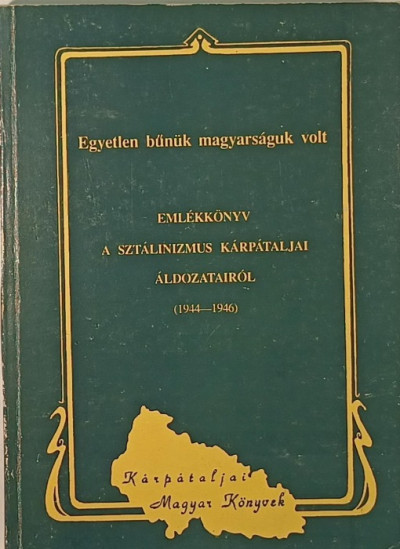 Egyetlen bűnük magyarságuk volt
EMLÉKKÖNYV
A SZTÁLINIZMUS KÁRPÁTALJAI
ÁLDOZATAIRÓL
(1944—1946)
Kárpátaljai
Magyar Könyvek